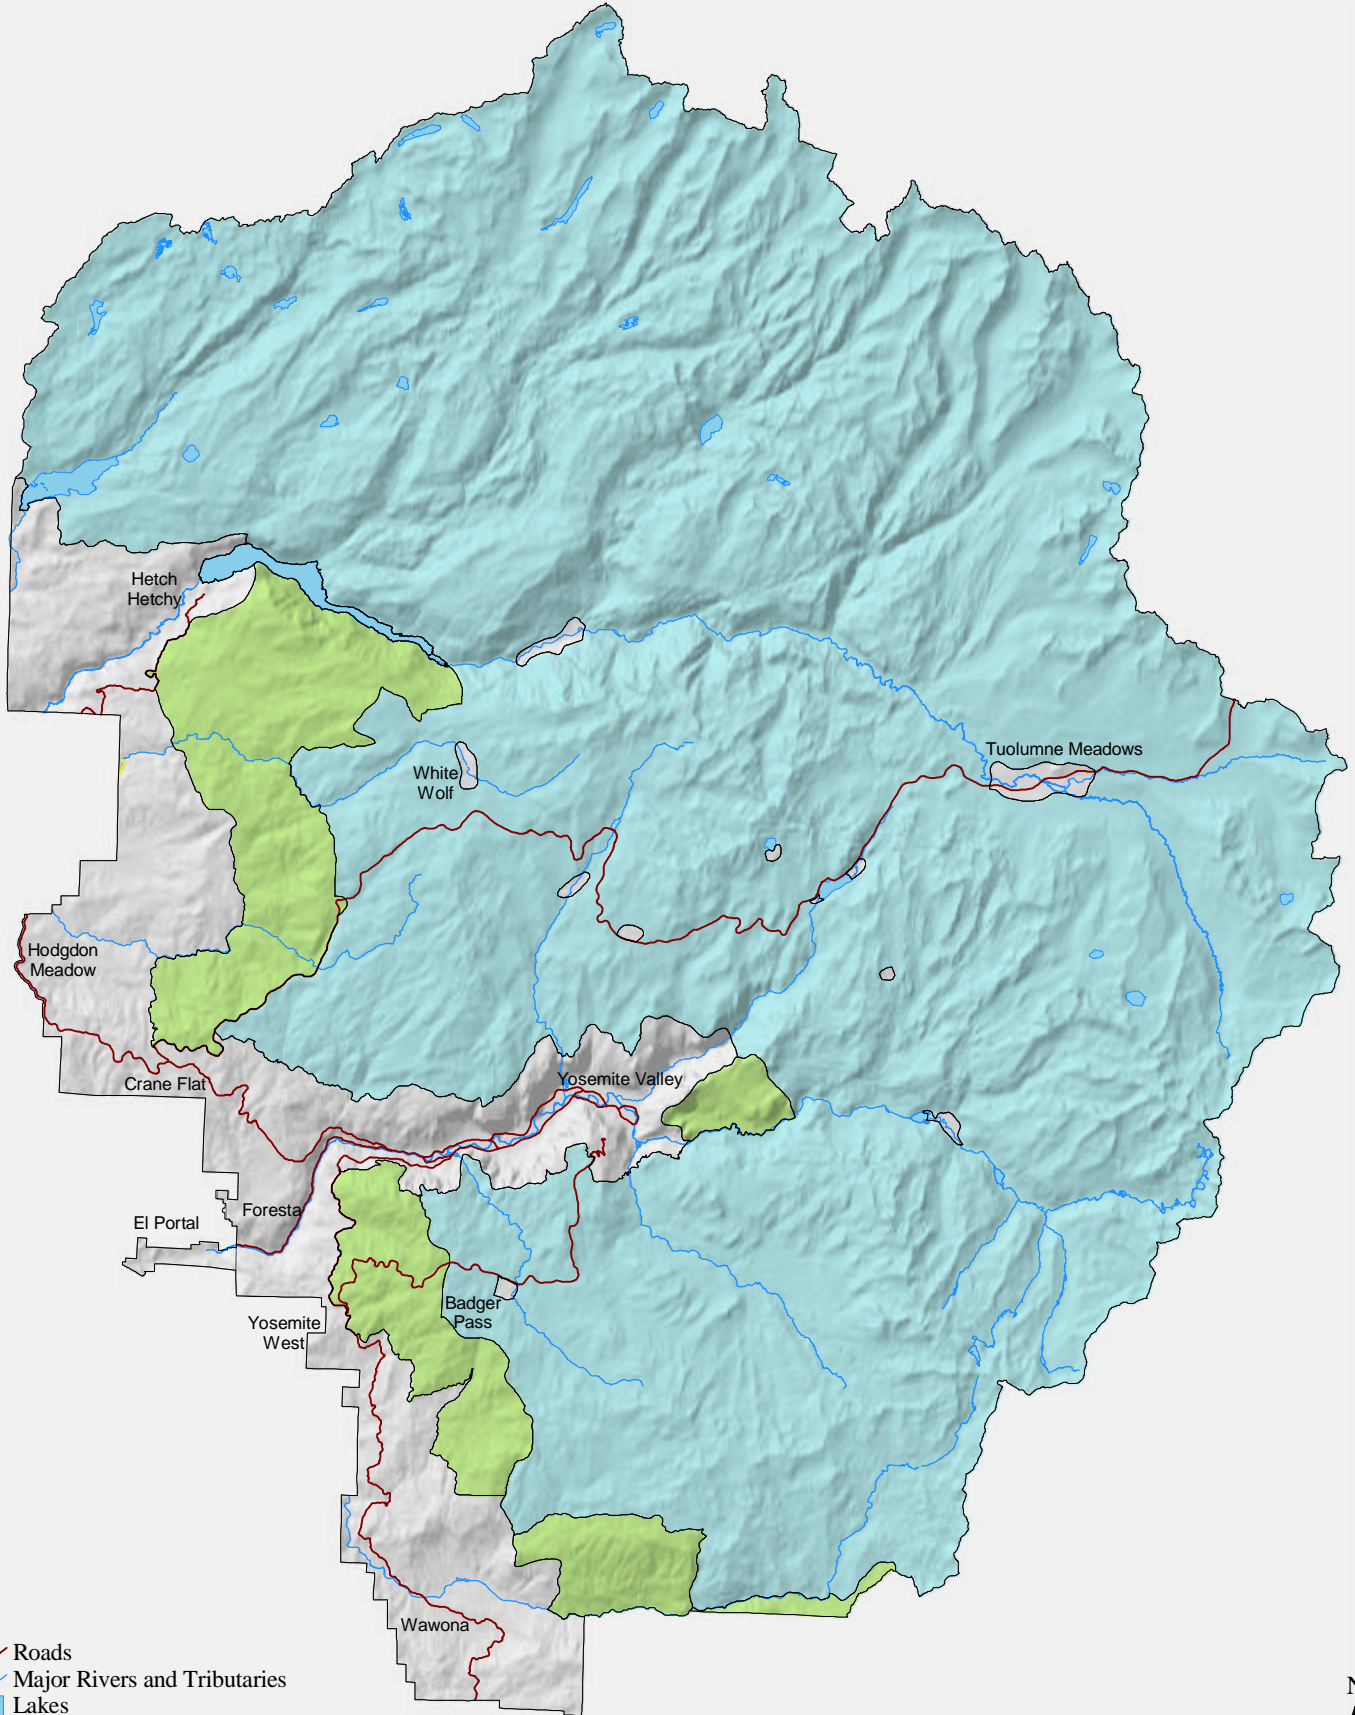 Hetch
Hetchy
Tuolumne Meadows
White
Wolf
Hodgdon
Meadow
Crane Flat
Yosemite Valley
Foresta
El Portal
Badger
Pass
Yosemite
West
Wawona
Roads
Major Rivers and Tributaries
Lakes
N